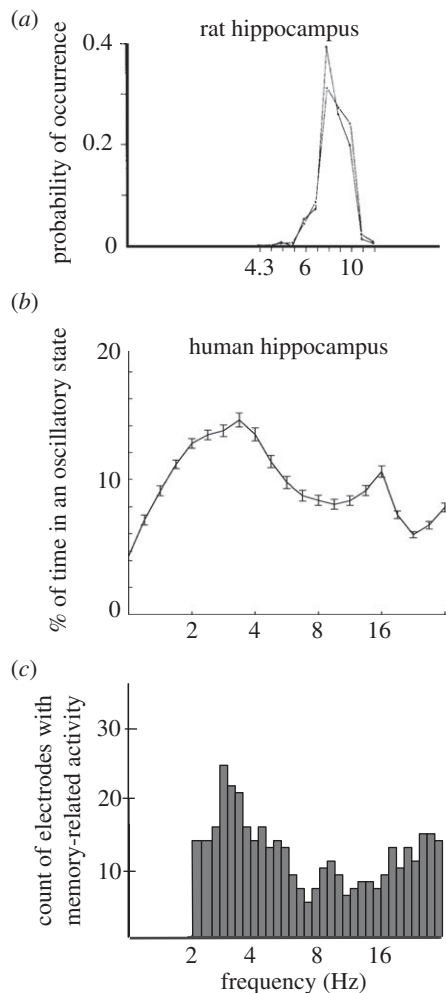 (a)
rat hippocampus
probability of occurrence
0.4
0.2
0
4.3 6 10
(b)
human hippocampus
% of time in an oscillatory state
20
10
0
2 4 8 16
(c)
count of electrodes with
memory-related activity
30
20
10
2 4 8 16
frequency (Hz)